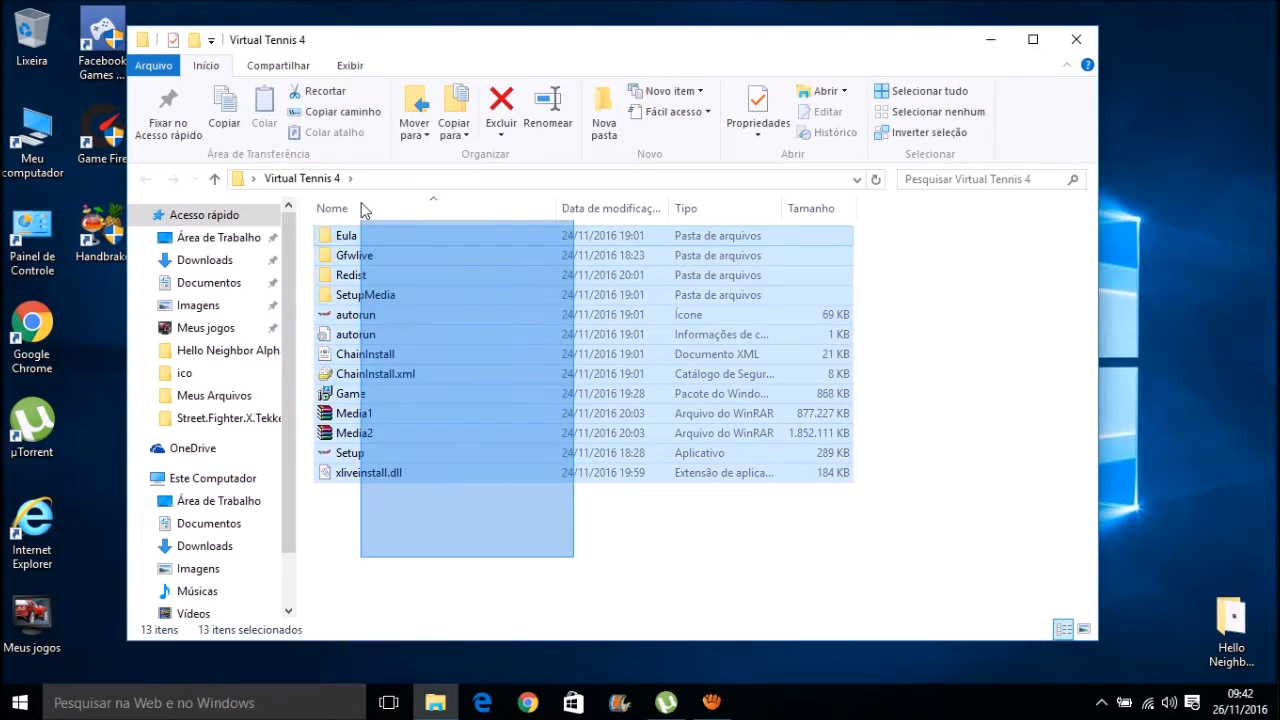 Lixeira
Facebook
Games ...
Meu
computador
Game Fire
Painel de
Controle
Handbrake
Google
Chrome
µTorrent
Internet
Explorer
Meus jogos
Virtual Tennis 4
Arquivo
Início
Compartilhar
Exibir
Fixar no
Acesso rápido
Copiar
Colar
Recortar
Copiar caminho
Colar atalho
Área de Transferência
Mover
para
Copiar
para
Excluir
Renomear
Organizar
Nova
pasta
Novo item
Fácil acesso
Novo
Propriedades
Abrir
Editar
Histórico
Abrir
Selecionar tudo
Selecionar nenhum
Inverter seleção
Selecionar
Virtual Tennis 4
Pesquisar Virtual Tennis 4
Acesso rápido
Área de Trabalho
Downloads
Documentos
Imagens
Meus jogos
Hello Neighbor Alph
ico
Meus Arquivos
Street.Fighter.X.Tekke
OneDrive
Este Computador
Área de Trabalho
Documentos
Downloads
Imagens
Músicas
Vídeos
Nome Data de modificaç... Tipo Tamanho
Eula 24/11/2016 19:01 Pasta de arquivos
Gfwlive 24/11/2016 18:23 Pasta de arquivos
Redist 24/11/2016 20:01 Pasta de arquivos
SetupMedia 24/11/2016 19:01 Pasta de arquivos
autorun 24/11/2016 19:01 Ícone 69 KB
autorun 24/11/2016 19:01 Informações de c... 1 KB
ChainInstall 24/11/2016 19:01 Documento XML 21 KB
ChainInstall.xml 24/11/2016 19:01 Catálogo de Segur... 8 KB
Game 24/11/2016 19:28 Pacote do Windo... 868 KB
Media1 24/11/2016 20:03 Arquivo do WinRAR 877.227 KB
Media2 24/11/2016 20:03 Arquivo do WinRAR 1.852.111 KB
Setup 24/11/2016 18:28 Aplicativo 289 KB
xliveinstall.dll 24/11/2016 19:59 Extensão de aplica... 184 KB
13 itens 13 itens selecionados
Hello
Neighb...
Pesquisar na Web e no Windows
09:42
26/11/2016